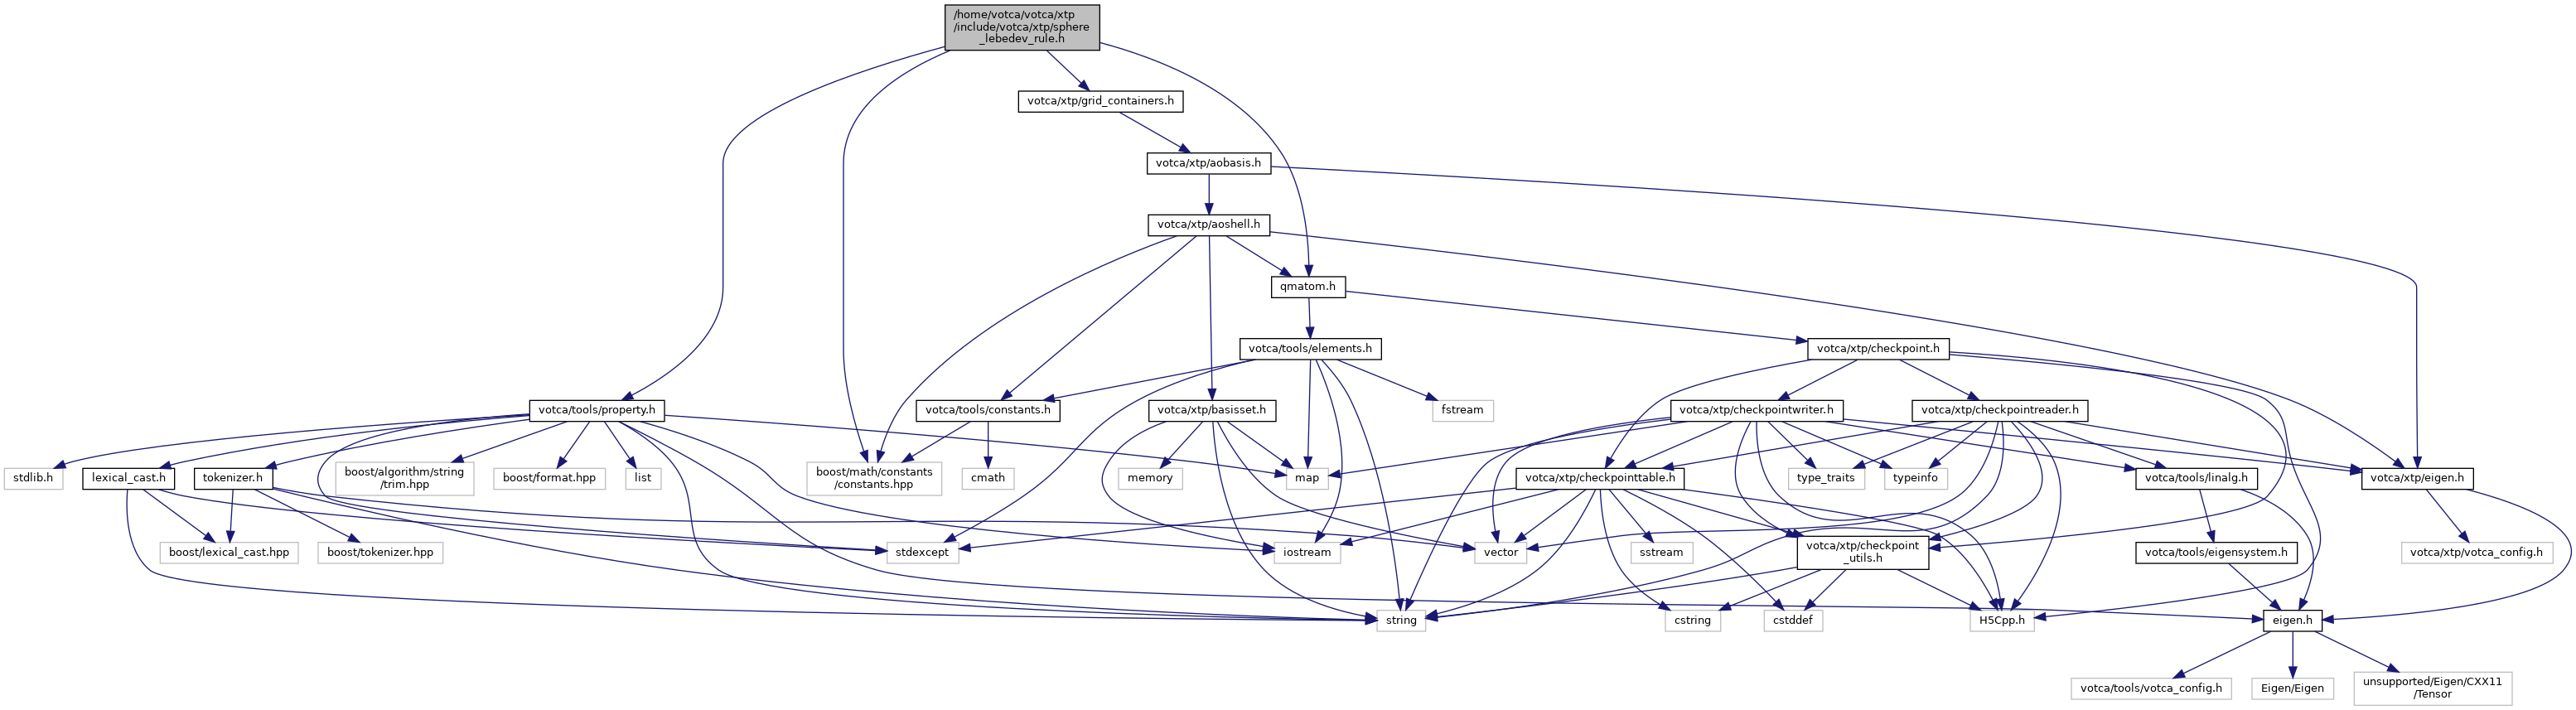 /home/votca/votca/xtp
/include/votca/xtp/sphere
_lebedev_rule.h
votca/xtp/grid_containers.h
votca/xtp/aobasis.h
votca/xtp/aoshell.h
qmatom.h
votca/tools/elements.h
votca/xtp/checkpoint.h
votca/tools/property.h
votca/tools/constants.h
votca/xtp/basisset.h
fstream
votca/xtp/checkpointwriter.h
votca/xtp/checkpointreader.h
stdlib.h
lexical_cast.h
tokenizer.h
boost/algorithm/string
/trim.hpp
boost/format.hpp
list
boost/math/constants
/constants.hpp
cmath
memory
map
votca/xtp/checkpointtable.h
type_traits
typeinfo
votca/tools/linalg.h
votca/xtp/eigen.h
boost/lexical_cast.hpp
boost/tokenizer.hpp
stdexcept
iostream
vector
sstream
votca/xtp/checkpoint
_utils.h
votca/tools/eigensystem.h
votca/xtp/votca_config.h
string
cstring
cstddef
H5Cpp.h
eigen.h
votca/tools/votca_config.h
Eigen/Eigen
unsupported/Eigen/CXX11
/Tensor